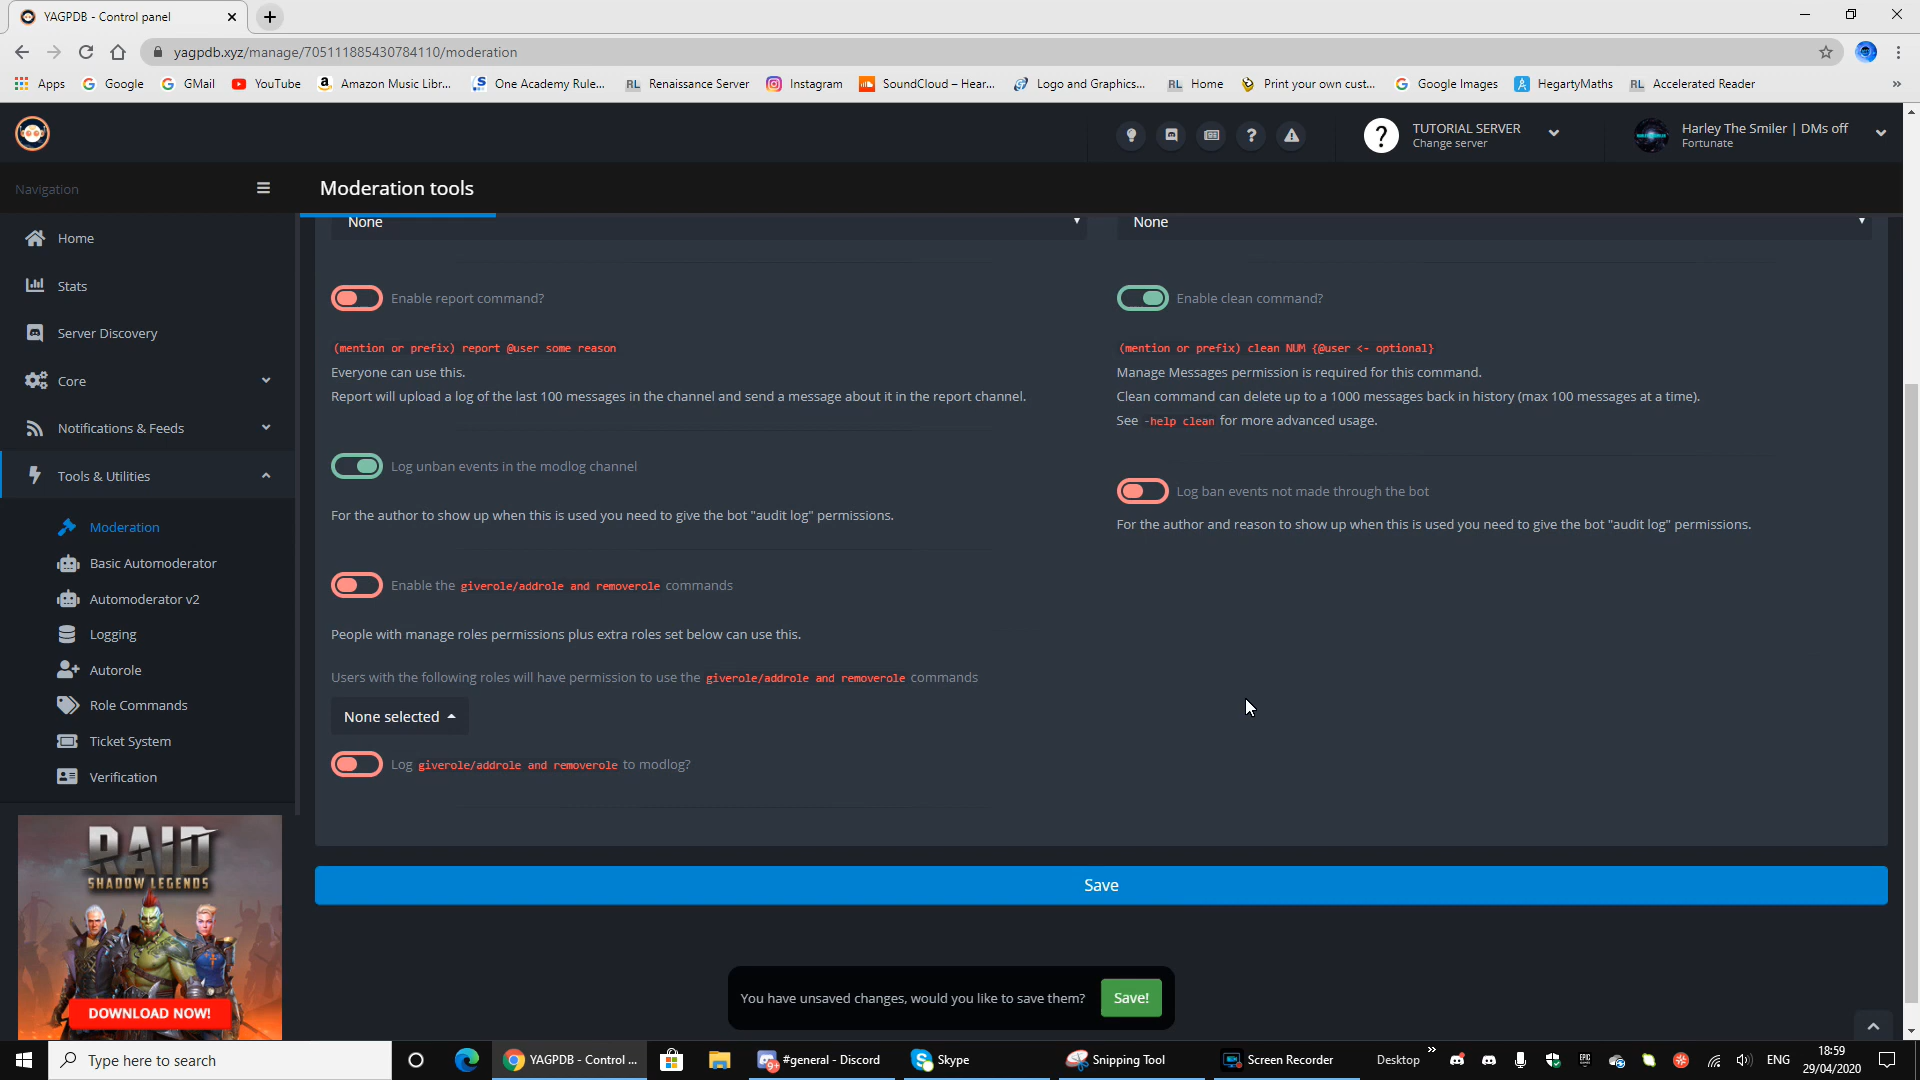 YAGPDB - Control panel
yagpdb.xyz/manage/705111885430784110/moderation
Apps Google GMail YouTube Amazon Music Libr... One Academy Rule... Renaissance Server Instagram SoundCloud – Hear... Logo and Graphics... Home Print your own cust... Google Images HegartyMaths Accelerated Reader »
TUTORIAL SERVER
Change server
Harley The Smiler | DMs off
Fortunate
Navigation
Moderation tools
Home
Stats
Server Discovery
Core
Notifications & Feeds
Tools & Utilities
Moderation
Basic Automoderator
Automoderator v2
Logging
Autorole
Role Commands
Ticket System
Verification
RAID
SHADOW LEGENDS
DOWNLOAD NOW!
None
Enable report command?
(mention or prefix) report @user some reason
Everyone can use this.
Report will upload a log of the last 100 messages in the channel and send a message about it in the report channel.
Log unban events in the modlog channel
For the author to show up when this is used you need to give the bot "audit log" permissions.
Enable the giverole/addrole and removerole commands
People with manage roles permissions plus extra roles set below can use this.
Users with the following roles will have permission to use the giverole/addrole and removerole commands
None selected
Log giverole/addrole and removerole to modlog?
None
Enable clean command?
(mention or prefix) clean NUM {@user <- optional}
Manage Messages permission is required for this command.
Clean command can delete up to a 1000 messages back in history (max 100 messages at a time).
See -help clean for more advanced usage.
Log ban events not made through the bot
For the author and reason to show up when this is used you need to give the bot "audit log" permissions.
Save
You have unsaved changes, would you like to save them? Save!
Type here to search
YAGPDB - Control ...
#general - Discord
Skype
Snipping Tool
Screen Recorder
Desktop »
ENG
18:59
29/04/2020